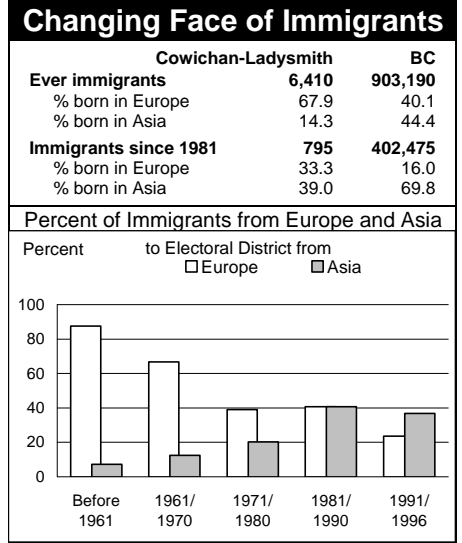 Changing Face of Immigrants
Cowichan-Ladysmith BC
Ever immigrants 6,410 903,190
% born in Europe 67.9 40.1
% born in Asia 14.3 44.4
Immigrants since 1981 795 402,475
% born in Europe 33.3 16.0
% born in Asia 39.0 69.8
Percent of Immigrants from Europe and Asia
Percent to Electoral District from
Europe Asia
100
80
60
40
20
0
Before 1961/ 1971/ 1981/ 1991/
1961 1970 1980 1990 1996